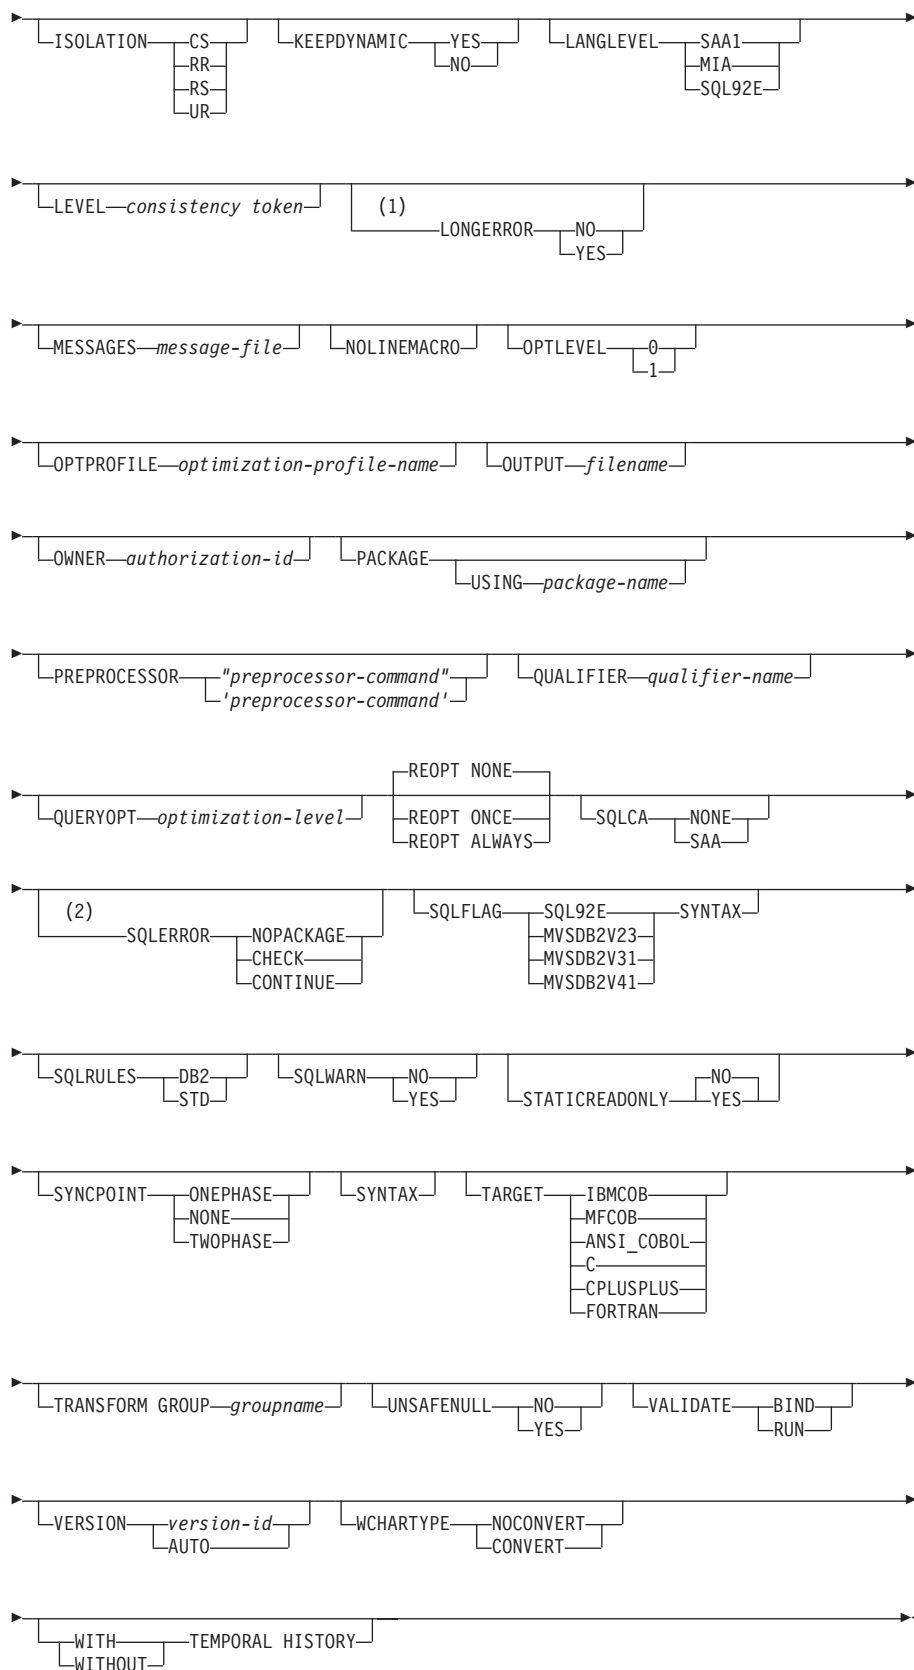 ISOLATION CS KEEPDYNAMIC YES LANGLEVEL SAA1
RR NO MIA
RS SQL92E
UR
LEVEL consistency token (1)
LONGERROR NO
YES
MESSAGES message-file NOLINEMACRO OPTLEVEL 0
1
OPTPROFILE optimization-profile-name OUTPUT filename
OWNER authorization-id PACKAGE
USING package-name
PREPROCESSOR "preprocessor-command" QUALIFIER qualifier-name
'preprocessor-command'
REOPT NONE
QUERYOPT optimization-level REOPT ONCE SQLCA NONE
REOPT ALWAYS SAA
(2) SQLFLAG SQL92E SYNTAX
SQLERROR NOPACKAGE MVSDB2V23
CHECK MVSDB2V31
CONTINUE MVSDB2V41
SQLRULES DB2 SQLWARN NO NO
STD YES STATICREADONLY YES
SYNCPOINT ONEPHASE SYNTAX TARGET IBMCOB
NONE MFCOB
TWOPHASE ANSI_COBOL
C
CPLUSPLUS
FORTRAN
TRANSFORM GROUP groupname UNSAFENULL NO VALIDATE BIND
YES RUN
VERSION version-id WCHARTYPE NOCONVERT
AUTO CONVERT
WITH TEMPORAL HISTORY
WITHOUT